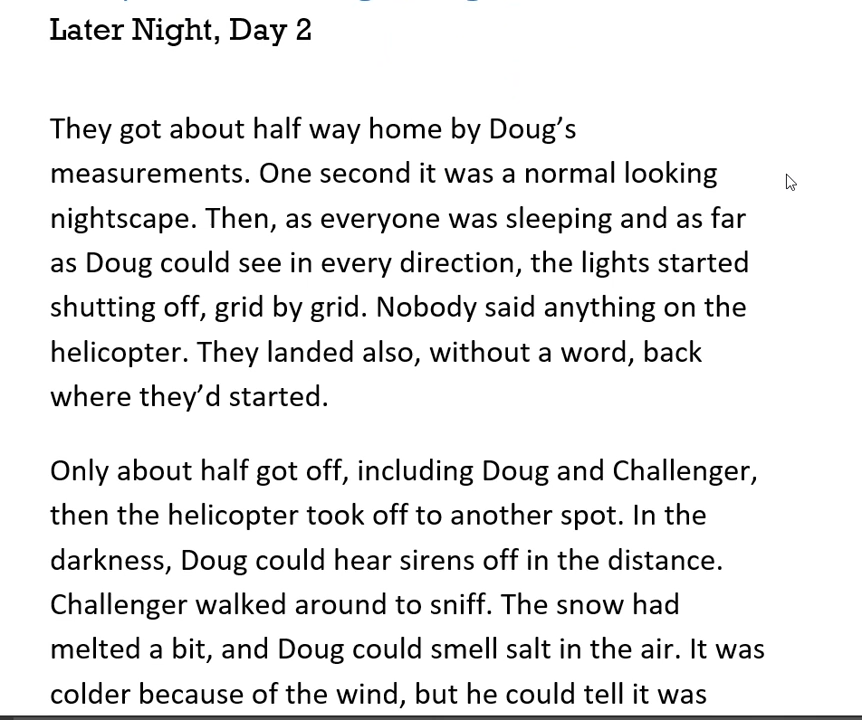 Later Night, Day 2
They got about half way home by Doug’s
measurements. One second it was a normal looking
nightscape. Then, as everyone was sleeping and as far
as Doug could see in every direction, the lights started
shutting off, grid by grid. Nobody said anything on the
helicopter. They landed also, without a word, back
where they’d started.
Only about half got off, including Doug and Challenger,
then the helicopter took off to another spot. In the
darkness, Doug could hear sirens off in the distance.
Challenger walked around to sniff. The snow had
melted a bit, and Doug could smell salt in the air. It was
colder because of the wind, but he could tell it was